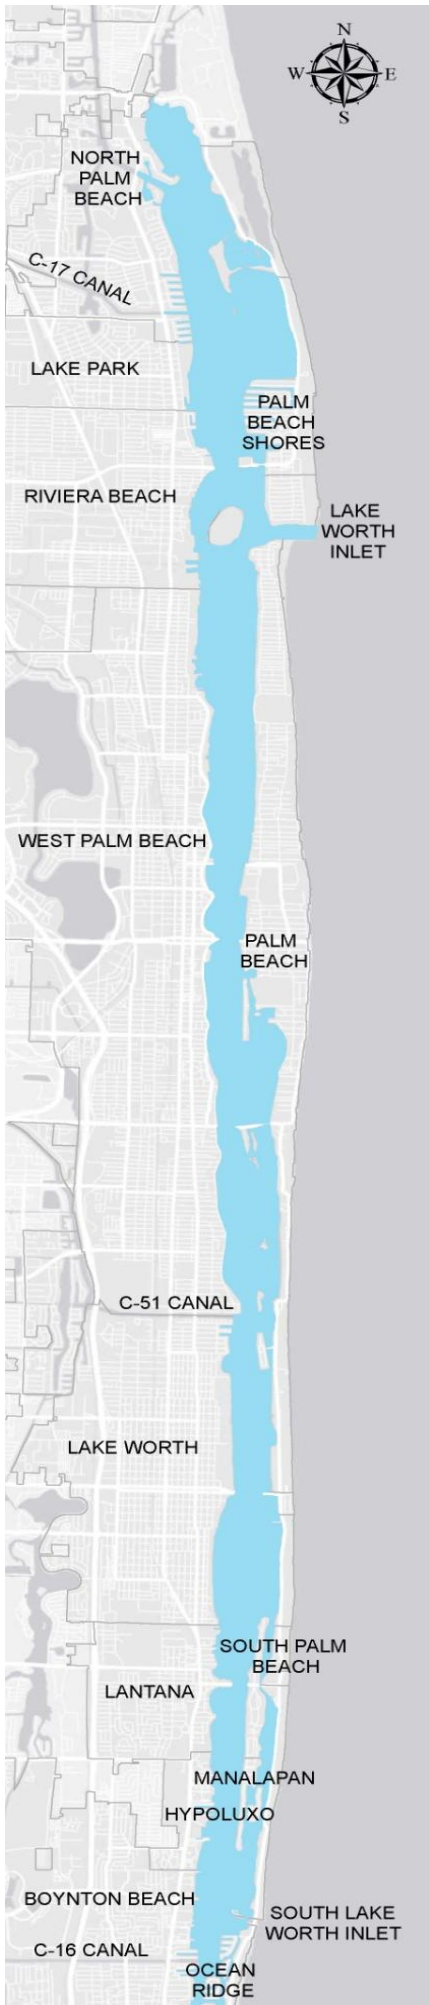 N
W E
S
NORTH
PALM
BEACH
C-17 CANAL
LAKE PARK
PALM
BEACH
SHORES
RIVIERA BEACH
LAKE
WORTH
INLET
WEST PALM BEACH
PALM
BEACH
C-51 CANAL
LAKE WORTH
SOUTH PALM
BEACH
LANTANA
MANALAPAN
HYPOLUXO
BOYNTON BEACH
SOUTH LAKE
WORTH INLET
C-16 CANAL
OCEAN
RIDGE